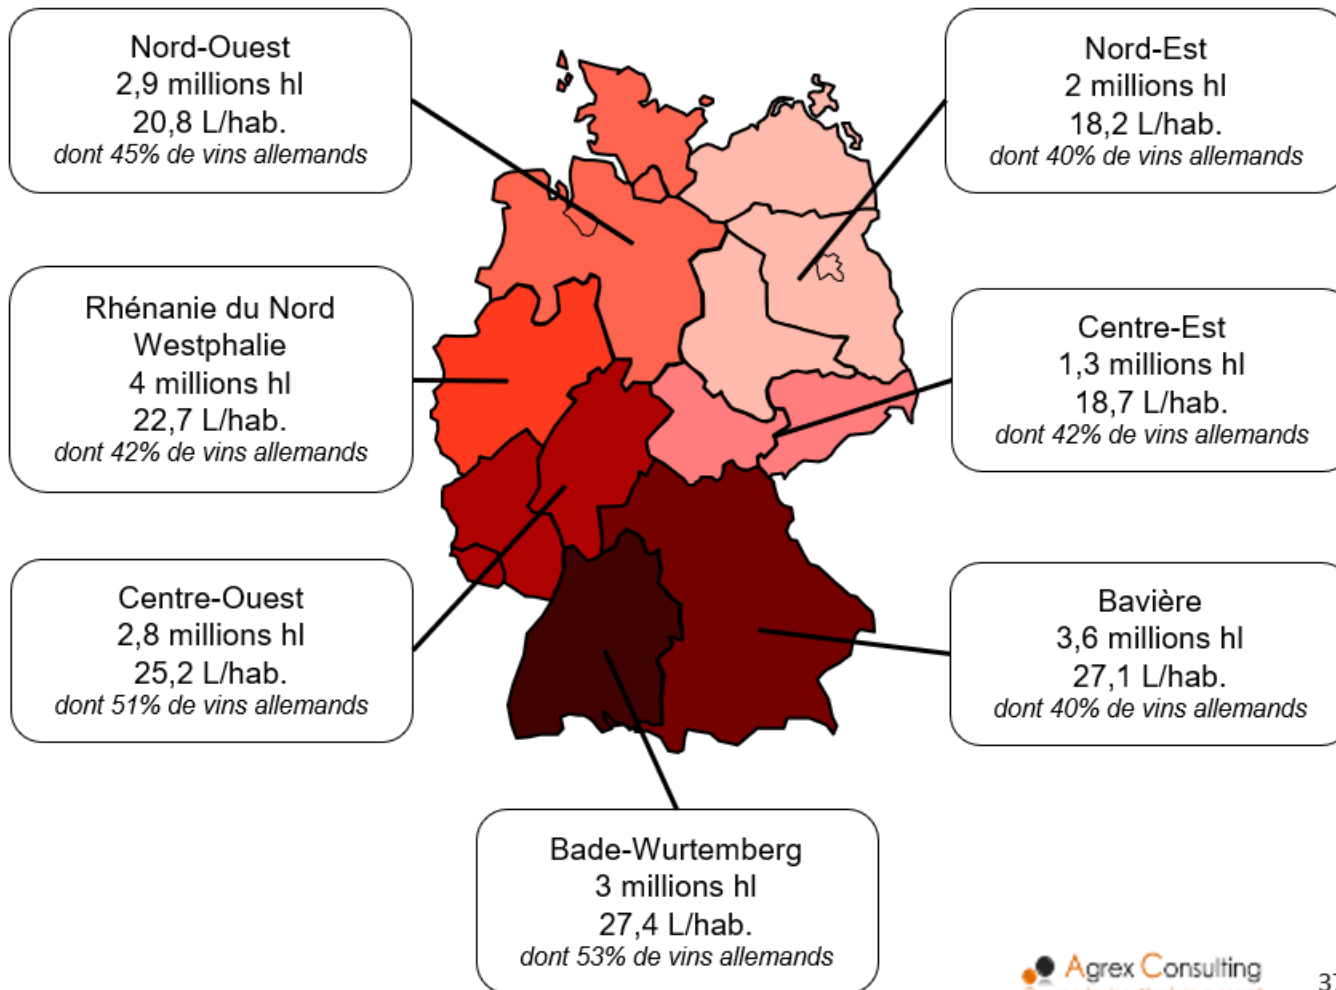 Nord-Ouest
2,9 millions hl
20,8 L/hab.
dont 45% de vins allemands
Nord-Est
2 millions hl
18,2 L/hab.
dont 40% de vins allemands
Rhénanie du Nord
Westphalie
4 millions hl
22,7 L/hab.
dont 42% de vins allemands
Centre-Est
1,3 millions hl
18,7 L/hab.
dont 42% de vins allemands
Centre-Ouest
2,8 millions hl
25,2 L/hab.
dont 51% de vins allemands
Bavière
3,6 millions hl
27,1 L/hab.
dont 40% de vins allemands
Bade-Wurtemberg
3 millions hl
27,4 L/hab.
dont 53% de vins allemands
Agrex Consulting